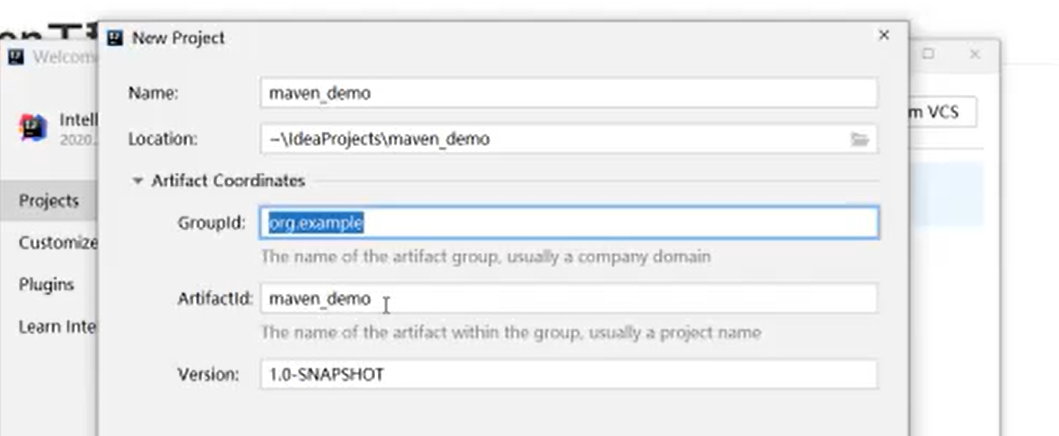 New Project
Welcom
Name: maven_demo
Intell
2020.
m VCS
Location: ~\IdeaProjects\maven_demo
Artifact Coordinates
Projects
GroupId: org.example
Customize
The name of the artifact group, usually a company domain
Plugins
ArtifactId: maven_demo
Learn Inte
The name of the artifact within the group, usually a project name
Version: 1.0-SNAPSHOT